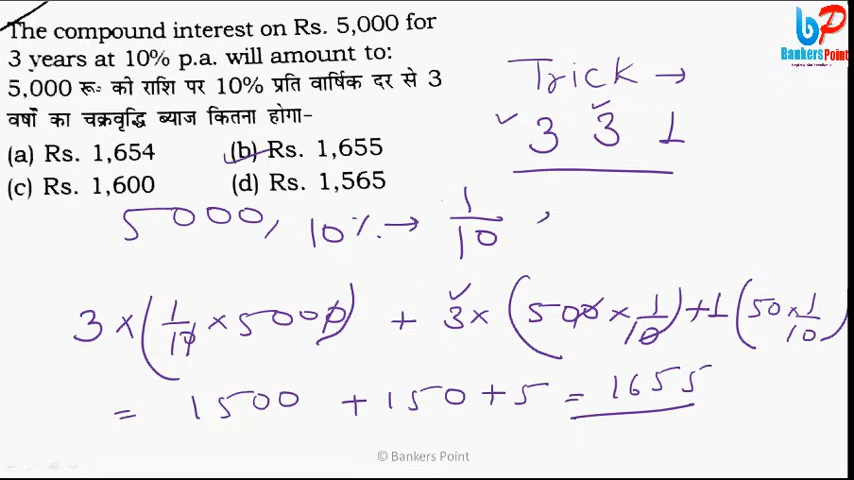 The compound interest on Rs. 5,000 for
3 years at 10% p.a. will amount to:
5,000 रू॰ की राशि पर 10% प्रति वार्षिक दर से 3
वर्षों का चक्रवृद्धि ब्याज कितना होगा-
(a) Rs. 1,654 (b) Rs. 1,655
(c) Rs. 1,600 (d) Rs. 1,565
Trick →
3 3 1
5000, 10% → 1/10 ,
3 × (1/10 × 5000) + 3 × (500 × 1/10) + 1 (50 × 1/10)
= 1500 + 150 + 5 = 1655
BankersPoint
© Bankers Point